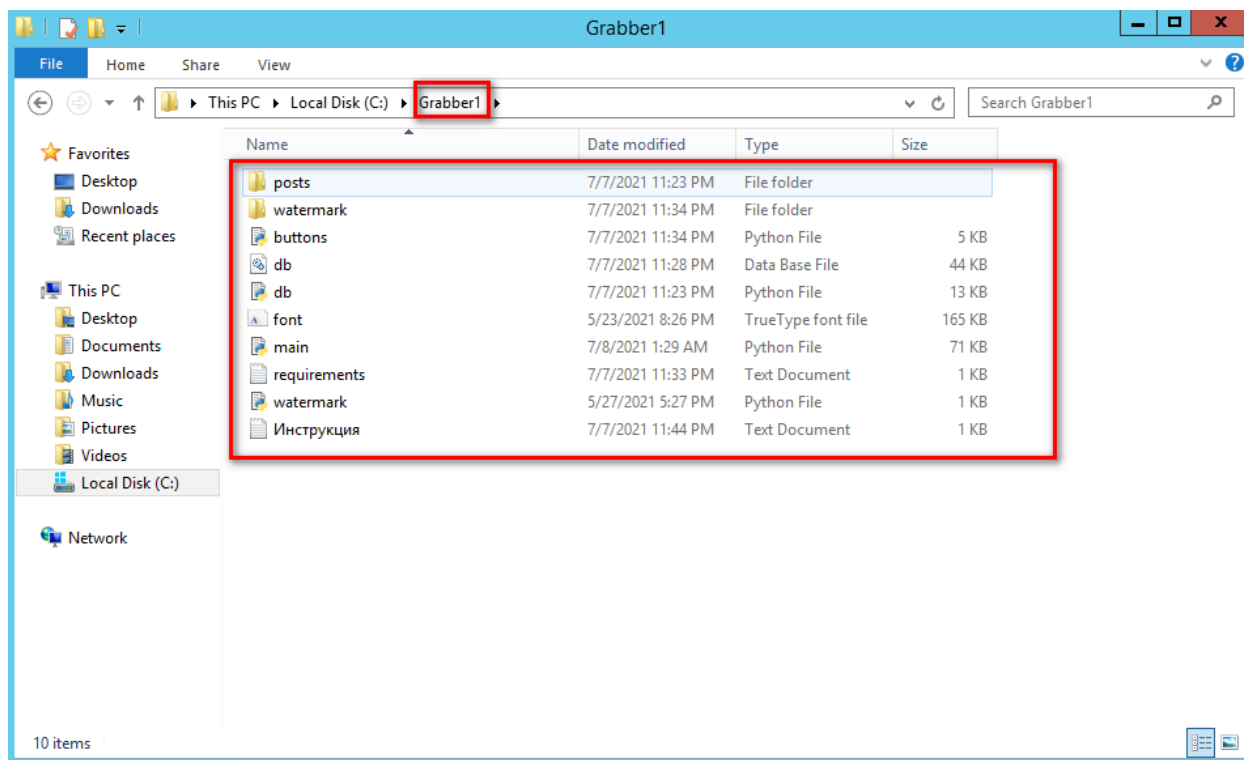 Grabber1
File Home Share View
This PC Local Disk (C:) Grabber1 Search Grabber1
Name Date modified Type Size
Favorites
Desktop
Downloads
Recent places
This PC
Desktop
Documents
Downloads
Music
Pictures
Videos
Local Disk (C:)
Network
posts 7/7/2021 11:23 PM File folder
watermark 7/7/2021 11:34 PM File folder
buttons 7/7/2021 11:34 PM Python File 5 KB
db 7/7/2021 11:28 PM Data Base File 44 KB
db 7/7/2021 11:23 PM Python File 13 KB
font 5/23/2021 8:26 PM TrueType font file 165 KB
main 7/8/2021 1:29 AM Python File 71 KB
requirements 7/7/2021 11:33 PM Text Document 1 KB
watermark 5/27/2021 5:27 PM Python File 1 KB
Инструкция 7/7/2021 11:44 PM Text Document 1 KB
10 items